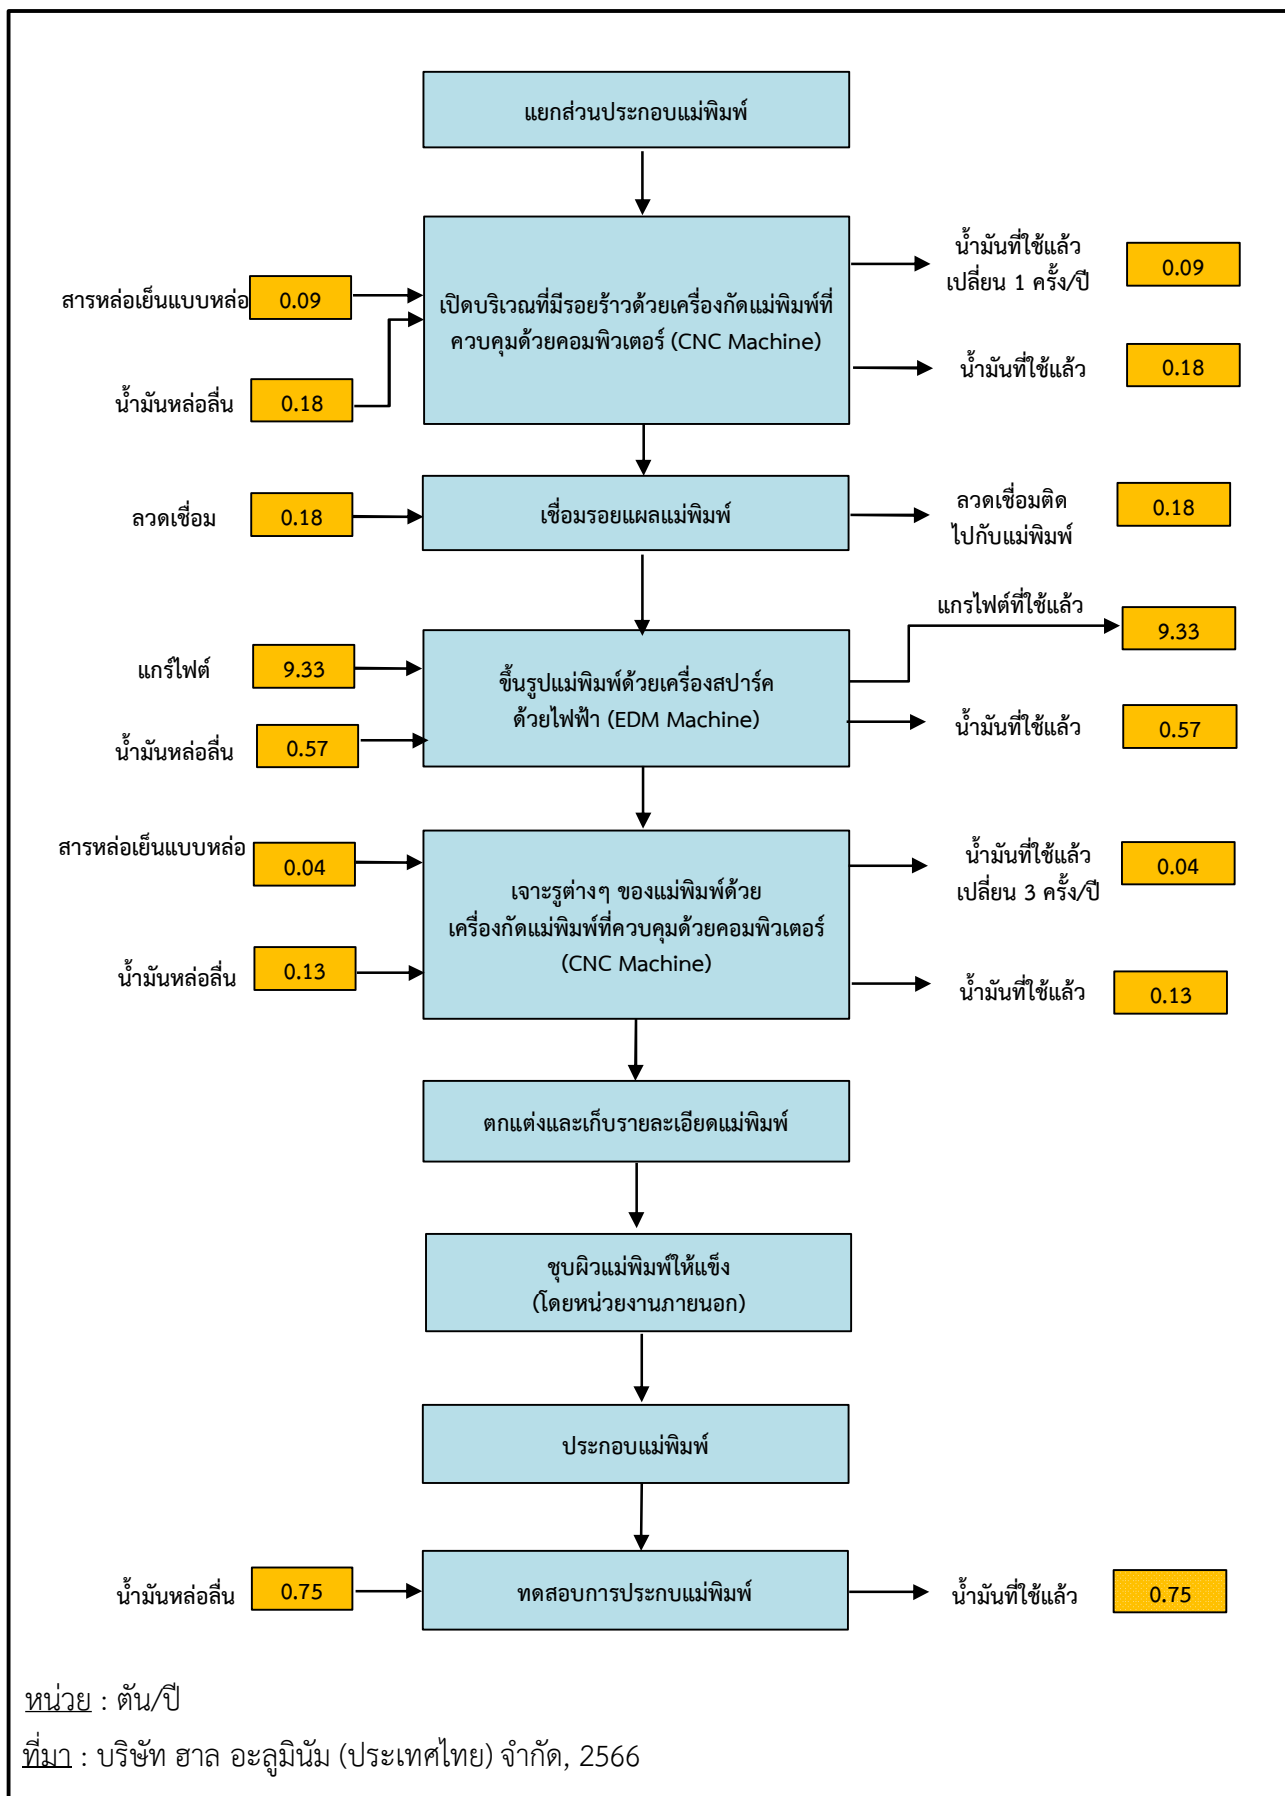 แยกส่วนประกอบแม่พิมพ์
สารหล่อเย็นแบบหล่อ
0.09
น้ำมันหล่อลื่น
0.18
เปิดบริเวณที่มีรอยร้าวด้วยเครื่องกัดแม่พิมพ์ที่
ควบคุมด้วยคอมพิวเตอร์ (CNC Machine)
น้ำมันที่ใช้แล้ว
เปลี่ยน 1 ครั้ง/ปี
0.09
น้ำมันที่ใช้แล้ว
0.18
ลวดเชื่อม
0.18
เชื่อมรอยแผลแม่พิมพ์
ลวดเชื่อมติด
ไปกับแม่พิมพ์
0.18
แกร์ไฟต์
9.33
น้ำมันหล่อลื่น
0.57
ขึ้นรูปแม่พิมพ์ด้วยเครื่องสปาร์ค
ด้วยไฟฟ้า (EDM Machine)
แกรไฟต์ที่ใช้แล้ว
9.33
น้ำมันที่ใช้แล้ว
0.57
สารหล่อเย็นแบบหล่อ
0.04
น้ำมันหล่อลื่น
0.13
เจาะรูต่างๆ ของแม่พิมพ์ด้วย
เครื่องกัดแม่พิมพ์ที่ควบคุมด้วยคอมพิวเตอร์
(CNC Machine)
น้ำมันที่ใช้แล้ว
เปลี่ยน 3 ครั้ง/ปี
0.04
น้ำมันที่ใช้แล้ว
0.13
ตกแต่งและเก็บรายละเอียดแม่พิมพ์
ชุบผิวแม่พิมพ์ให้แข็ง
(โดยหน่วยงานภายนอก)
ประกอบแม่พิมพ์
น้ำมันหล่อลื่น
0.75
ทดสอบการประกบแม่พิมพ์
น้ำมันที่ใช้แล้ว
0.75
หน่วย : ตัน/ปี
ที่มา : บริษัท ฮาล อะลูมินัม (ประเทศไทย) จำกัด, 2566